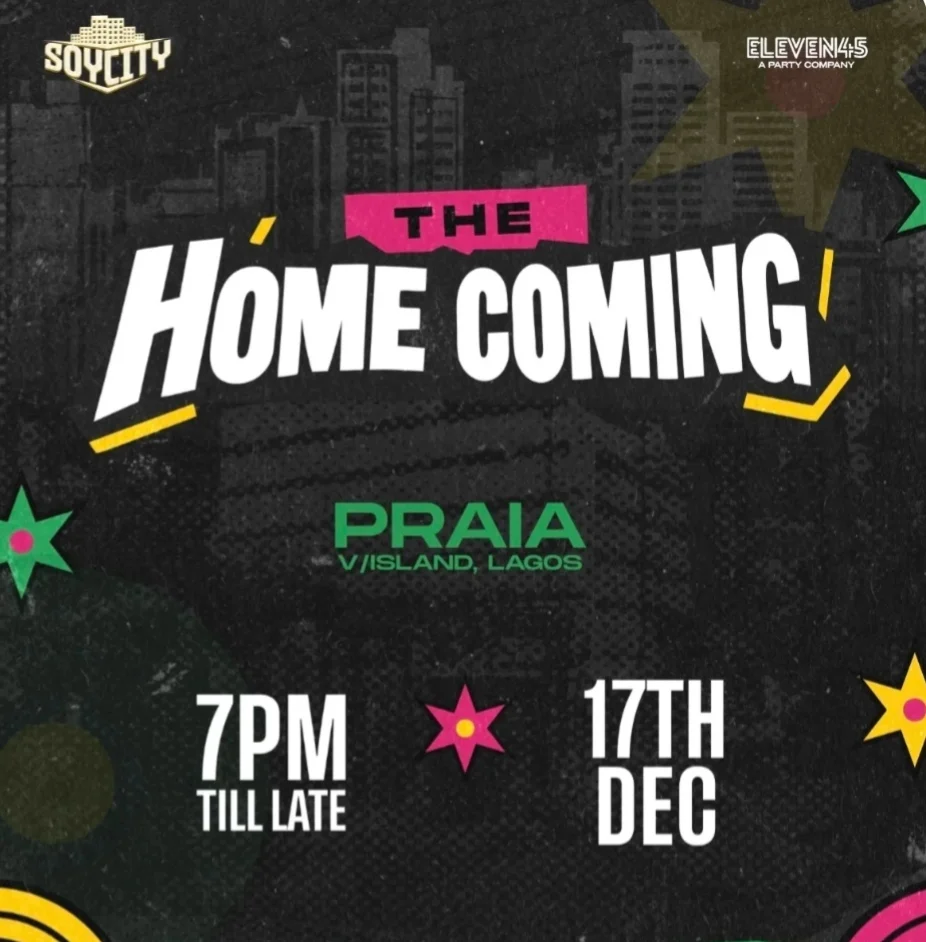 SOYCITY
ELEVEN45
A PARTY COMPANY
THE
HOME COMING
PRAIA
V/ISLAND, LAGOS
7PM
TILL LATE
17TH
DEC